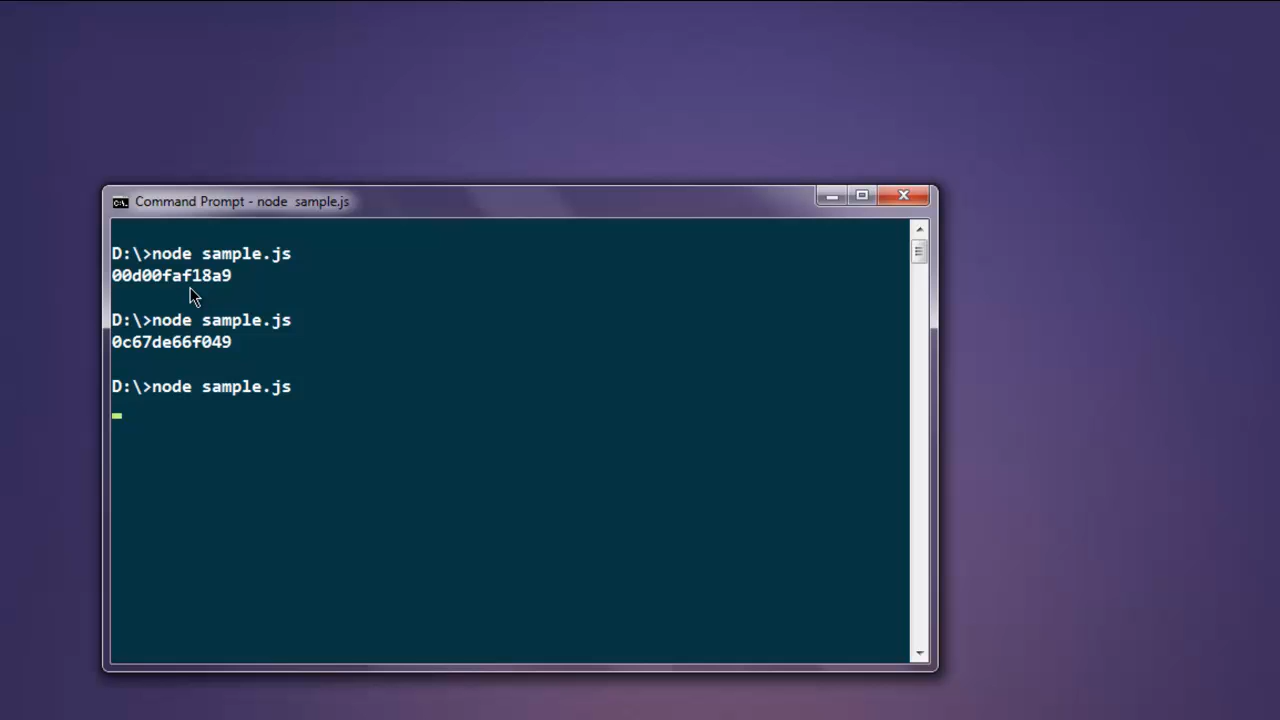 Command Prompt - node  sample.js
D:\>node sample.js
00d00faf18a9
D:\>node sample.js
0c67de66f049
D:\>node sample.js